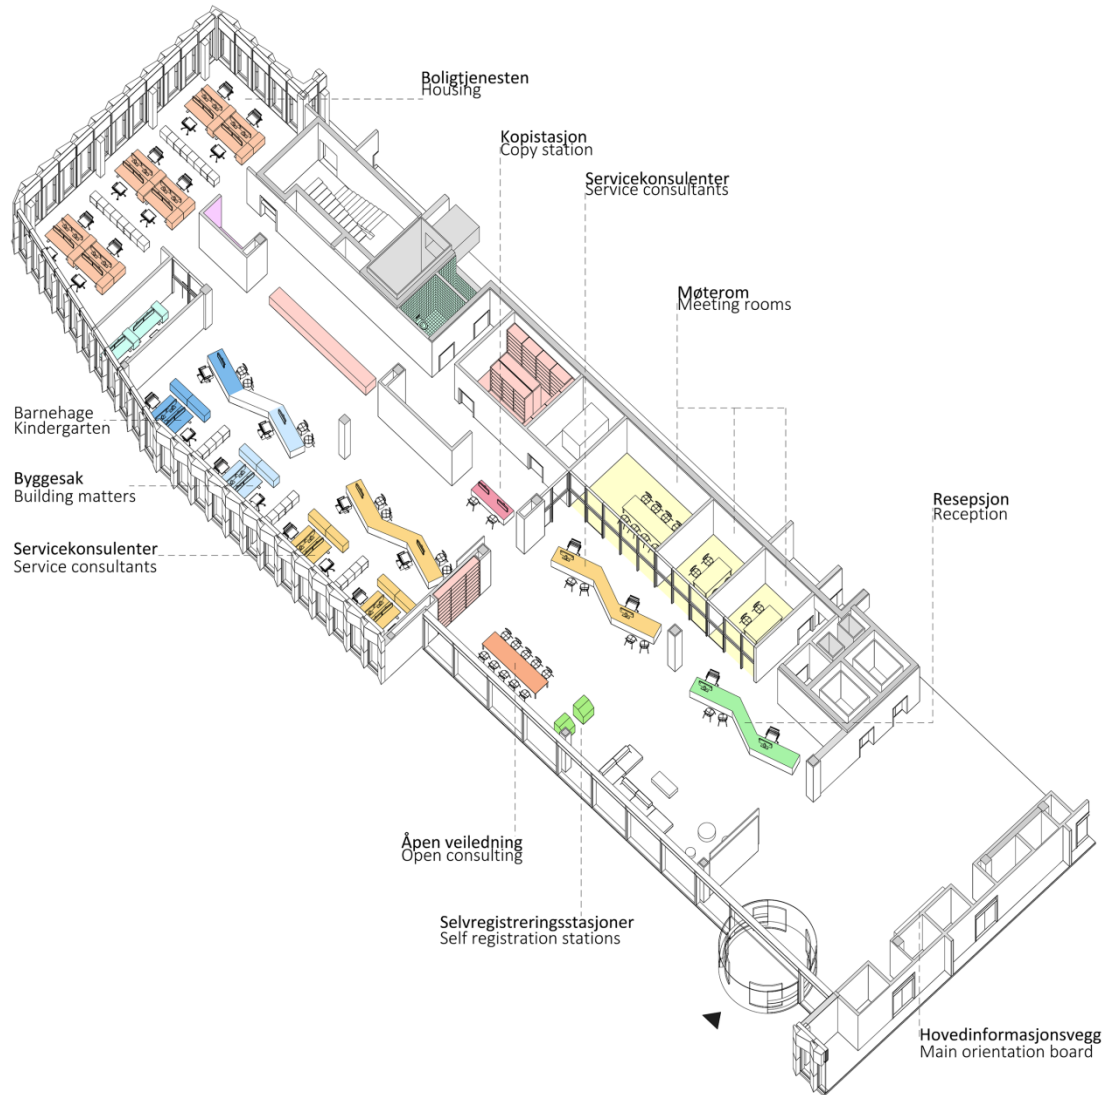 Boligtjenesten
Housing
Kopistasjon
Copy station
Servicekonsulenter
Service consultants
Møterom
Meeting rooms
Barnehage
Kindergarten
Byggesak
Building matters
Resepsjon
Reception
Servicekonsulenter
Service consultants
Åpen veiledning
Open consulting
Selvregistreringsstasjoner
Self registration stations
Hovedinformasjonsvegg
Main orientation board